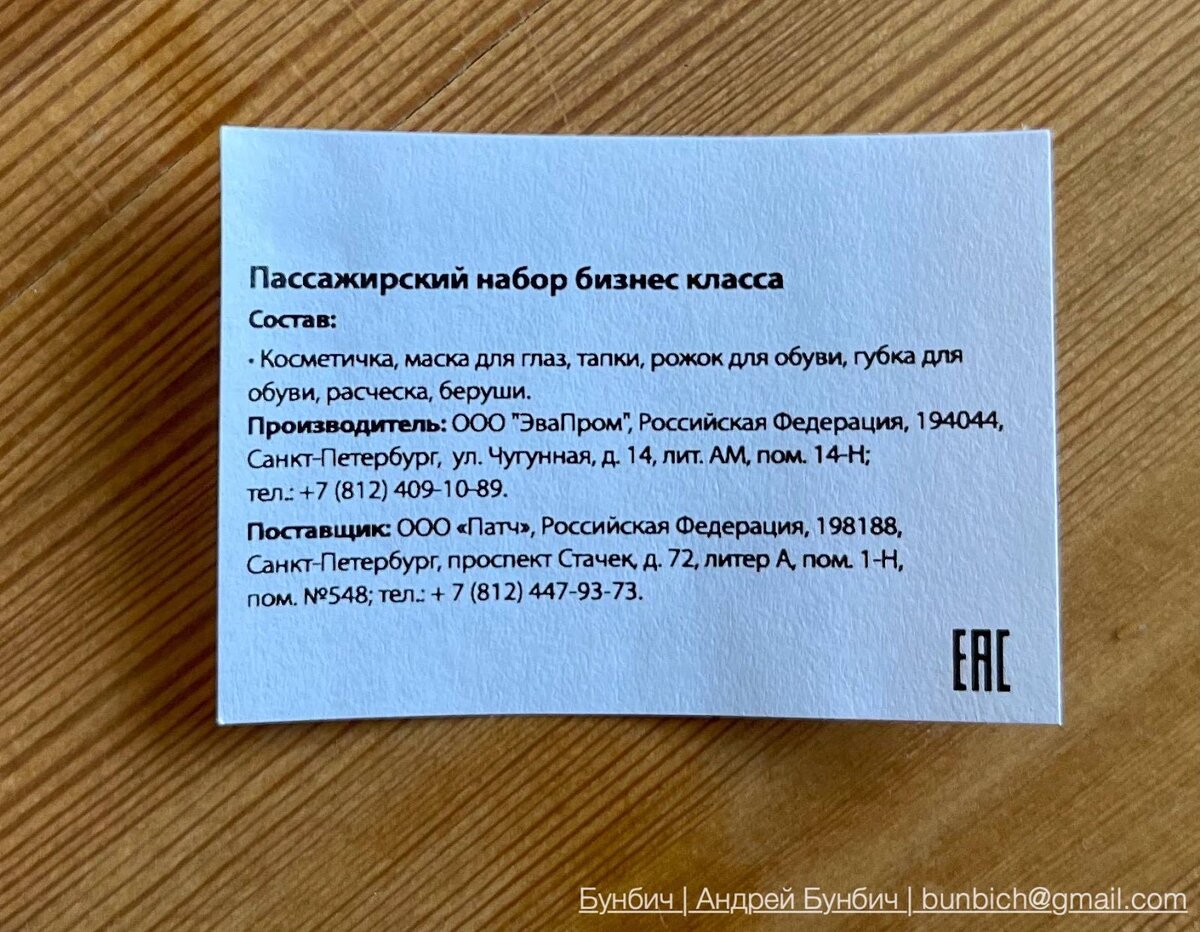 Пассажирский набор бизнес класса
Состав:
• Косметичка, маска для глаз, тапки, рожок для обуви, губка для
обуви, расческа, беруши.
Производитель: ООО "ЭваПром", Российская Федерация, 194044,
Санкт-Петербург, ул. Чугунная, д. 14, лит. АМ, пом. 14-Н;
тел.: +7 (812) 409-10-89.
Поставщик: ООО «Патч», Российская Федерация, 198188,
Санкт-Петербург, проспект Стачек, д. 72, литер А, пом. 1-Н,
пом. №548; тел.: + 7 (812) 447-93-73.
EAC
Бунбич | Андрей Бунбич | bunbich@gmail.com